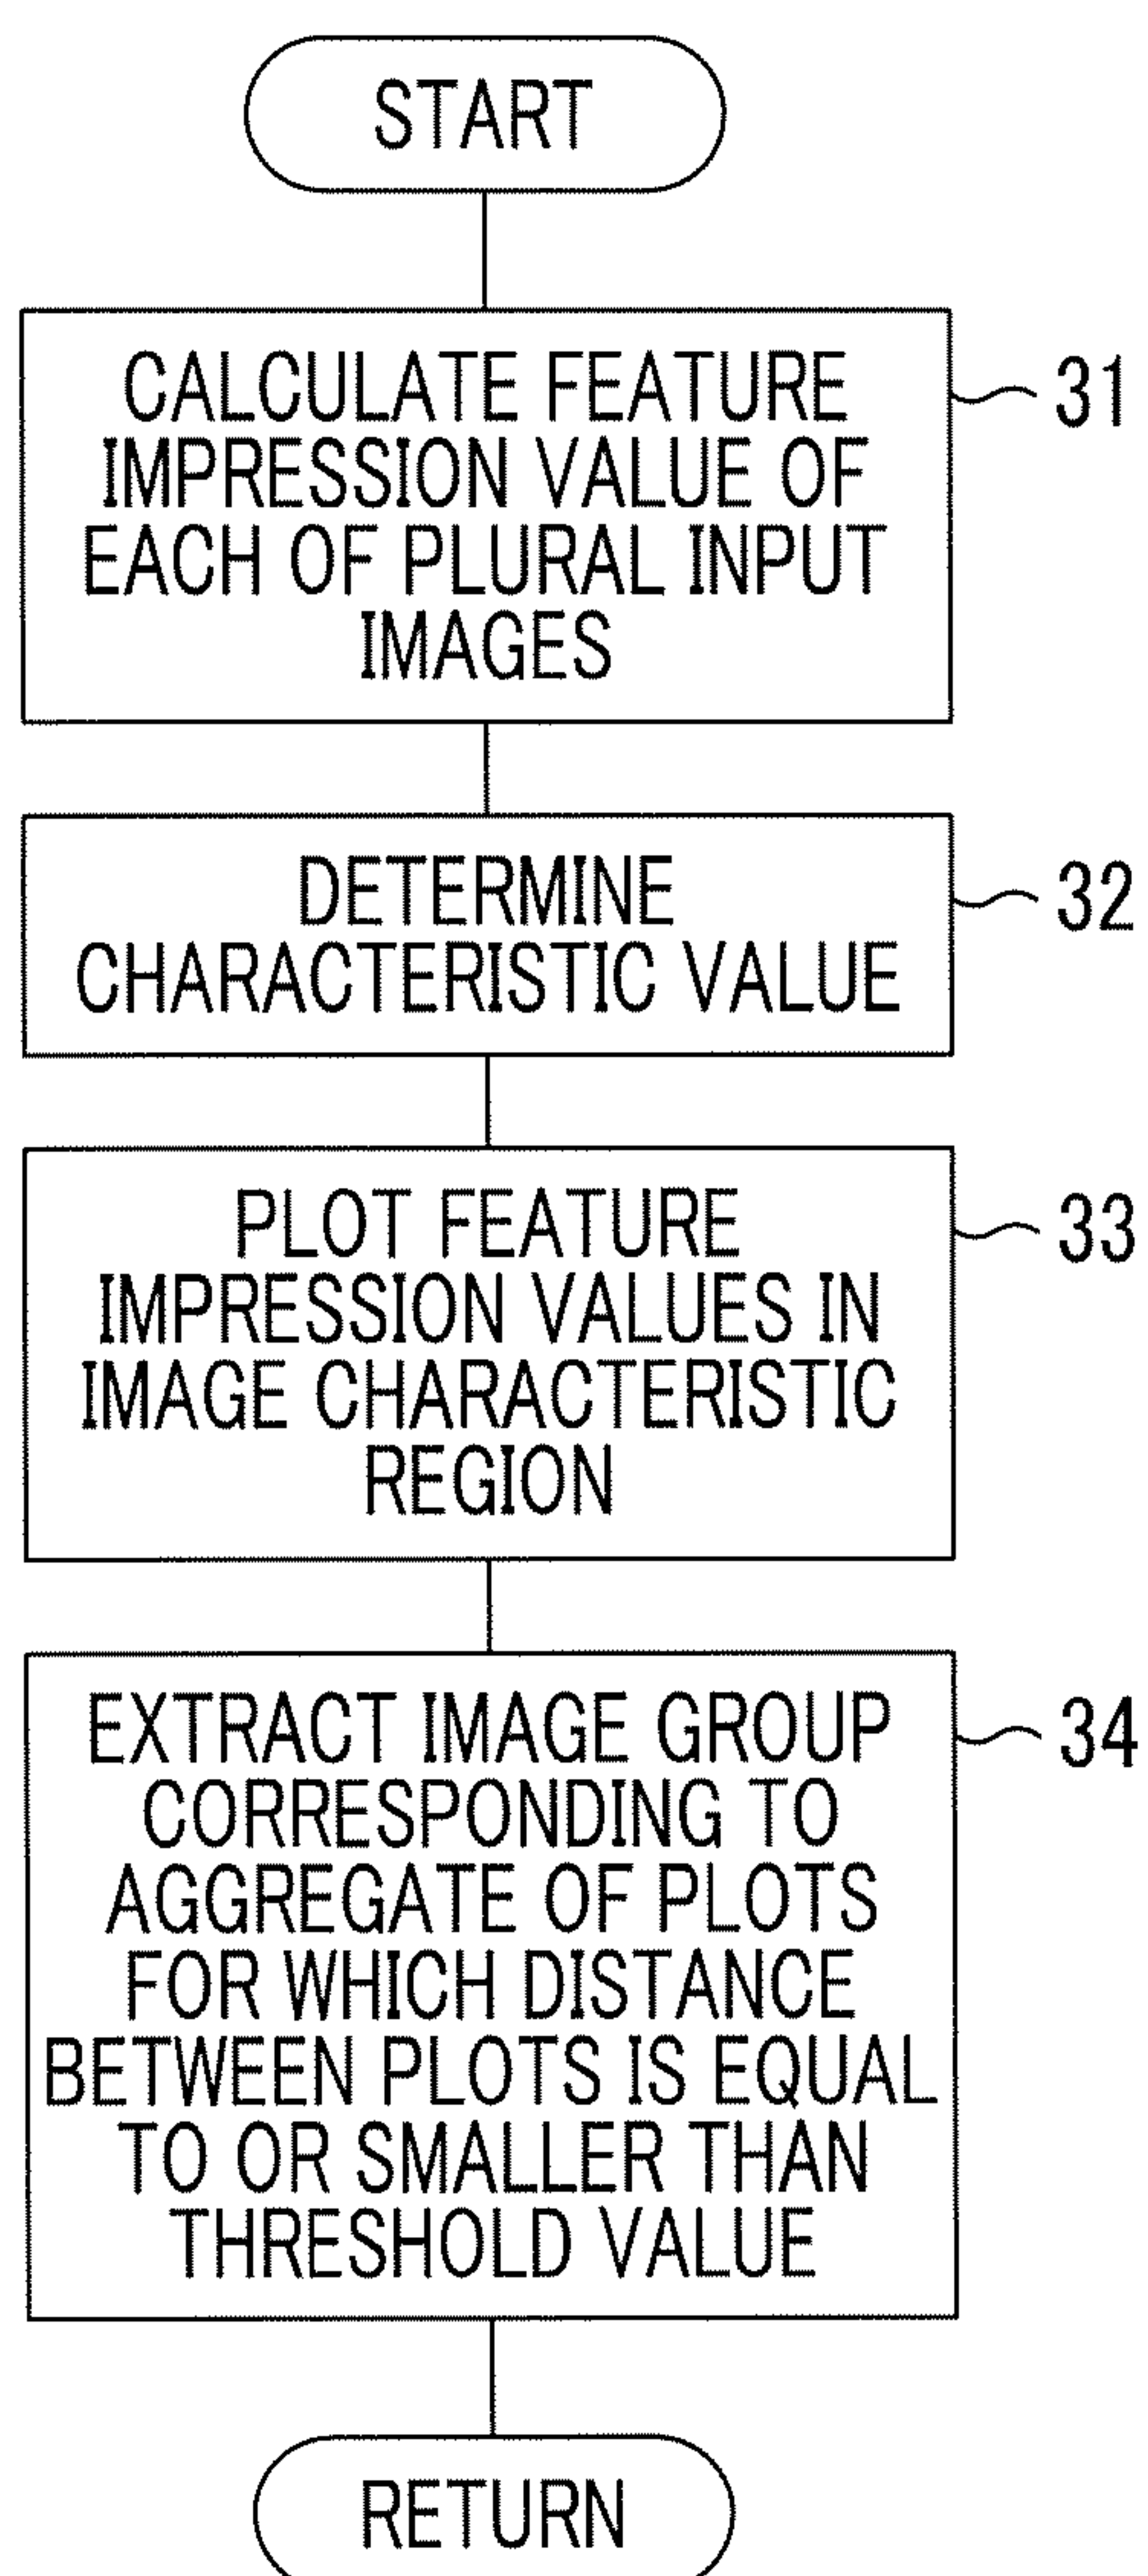 START
CALCULATE FEATURE
IMPRESSION VALUE OF
EACH OF PLURAL INPUT
IMAGES
31
DETERMINE
CHARACTERISTIC VALUE
32
PLOT FEATURE
IMPRESSION VALUES IN
IMAGE CHARACTERISTIC
REGION
33
EXTRACT IMAGE GROUP
CORRESPONDING TO
AGGREGATE OF PLOTS
FOR WHICH DISTANCE
BETWEEN PLOTS IS EQUAL
TO OR SMALLER THAN
THRESHOLD VALUE
34
RETURN